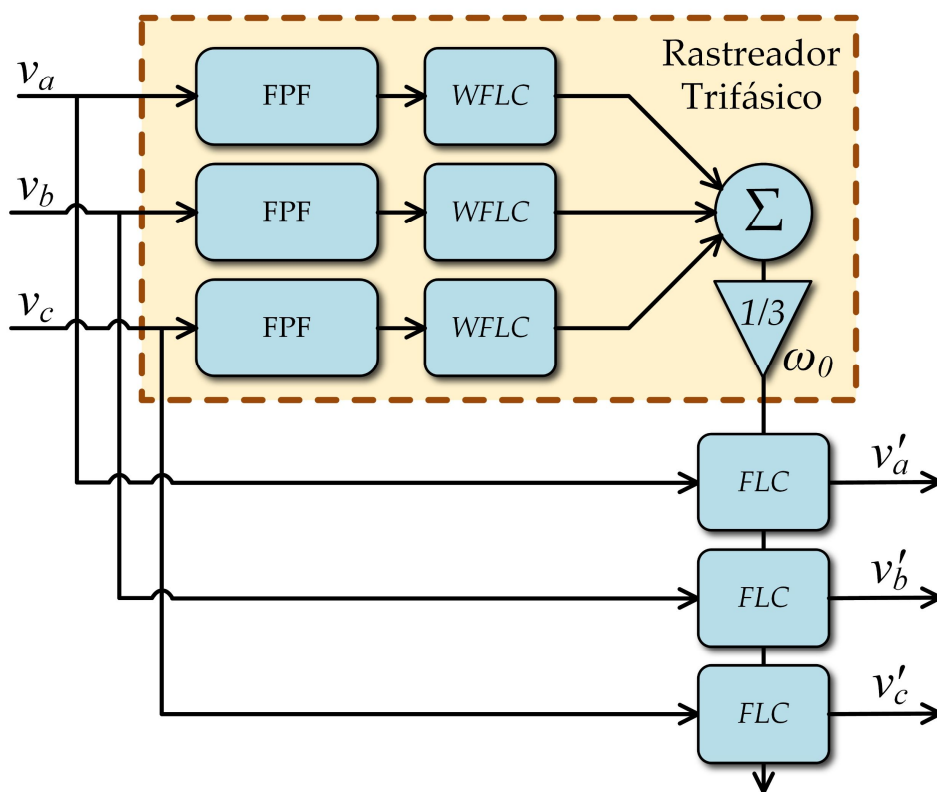 Rastreador
Trifásico
v_a
FPF
WFLC
v_b
FPF
WFLC
Σ
v_c
FPF
WFLC
1/3
ω_0
FLC
v'_a
FLC
v'_b
FLC
v'_c